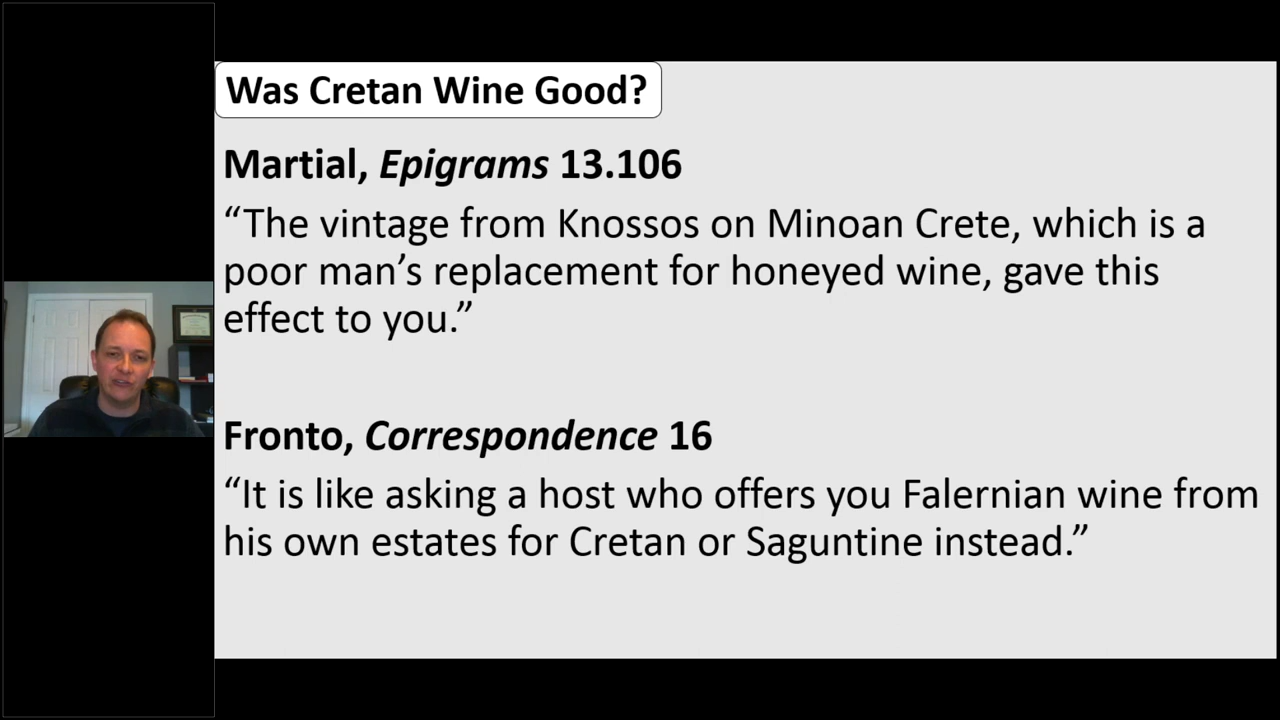 Was Cretan Wine Good?
Martial, Epigrams 13.106
“The vintage from Knossos on Minoan Crete, which is a
poor man’s replacement for honeyed wine, gave this
effect to you.”
Fronto, Correspondence 16
“It is like asking a host who offers you Falernian wine from
his own estates for Cretan or Saguntine instead.”